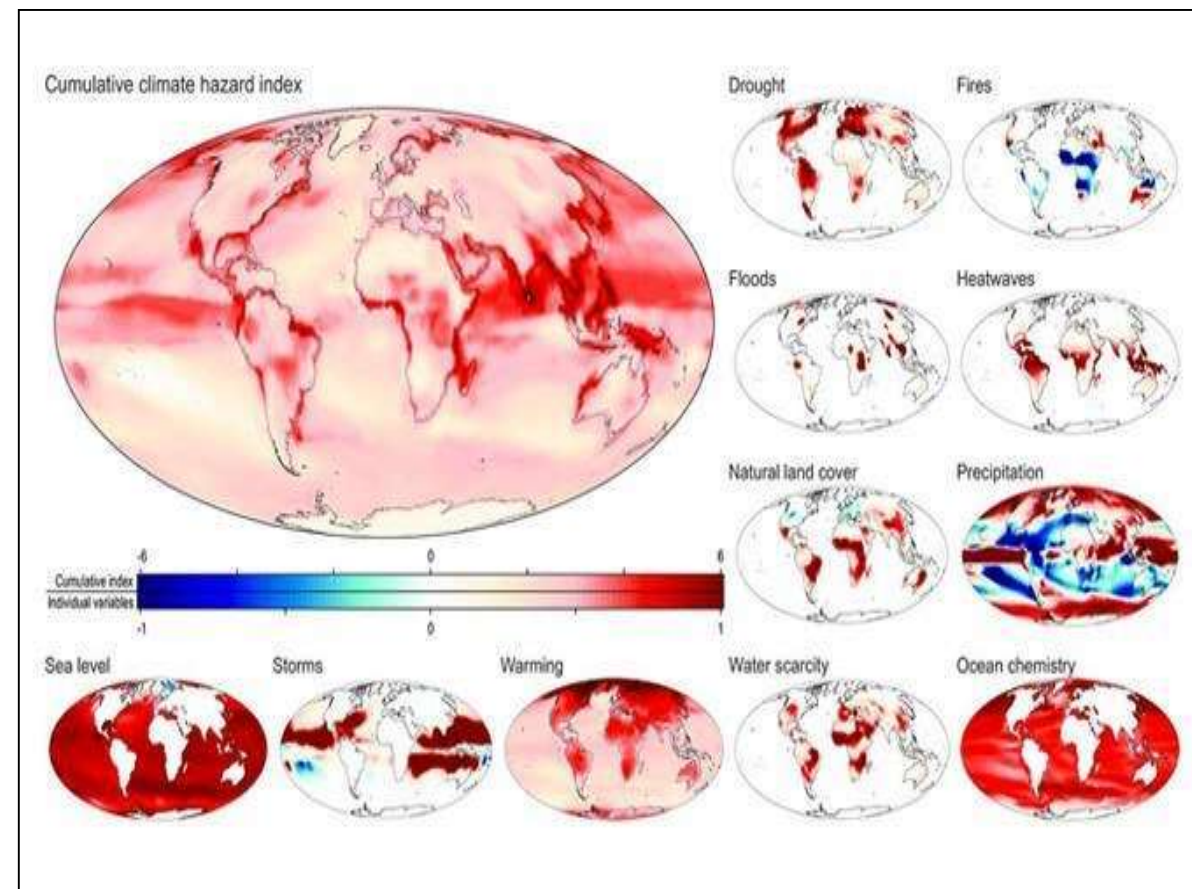 Cumulative climate hazard index
Drought
Fires
Floods
Heatwaves
Natural land cover
Precipitation
-6 0 6
Cumulative index
Individual variables
-1 0 1
Sea level
Storms
Warming
Water scarcity
Ocean chemistry